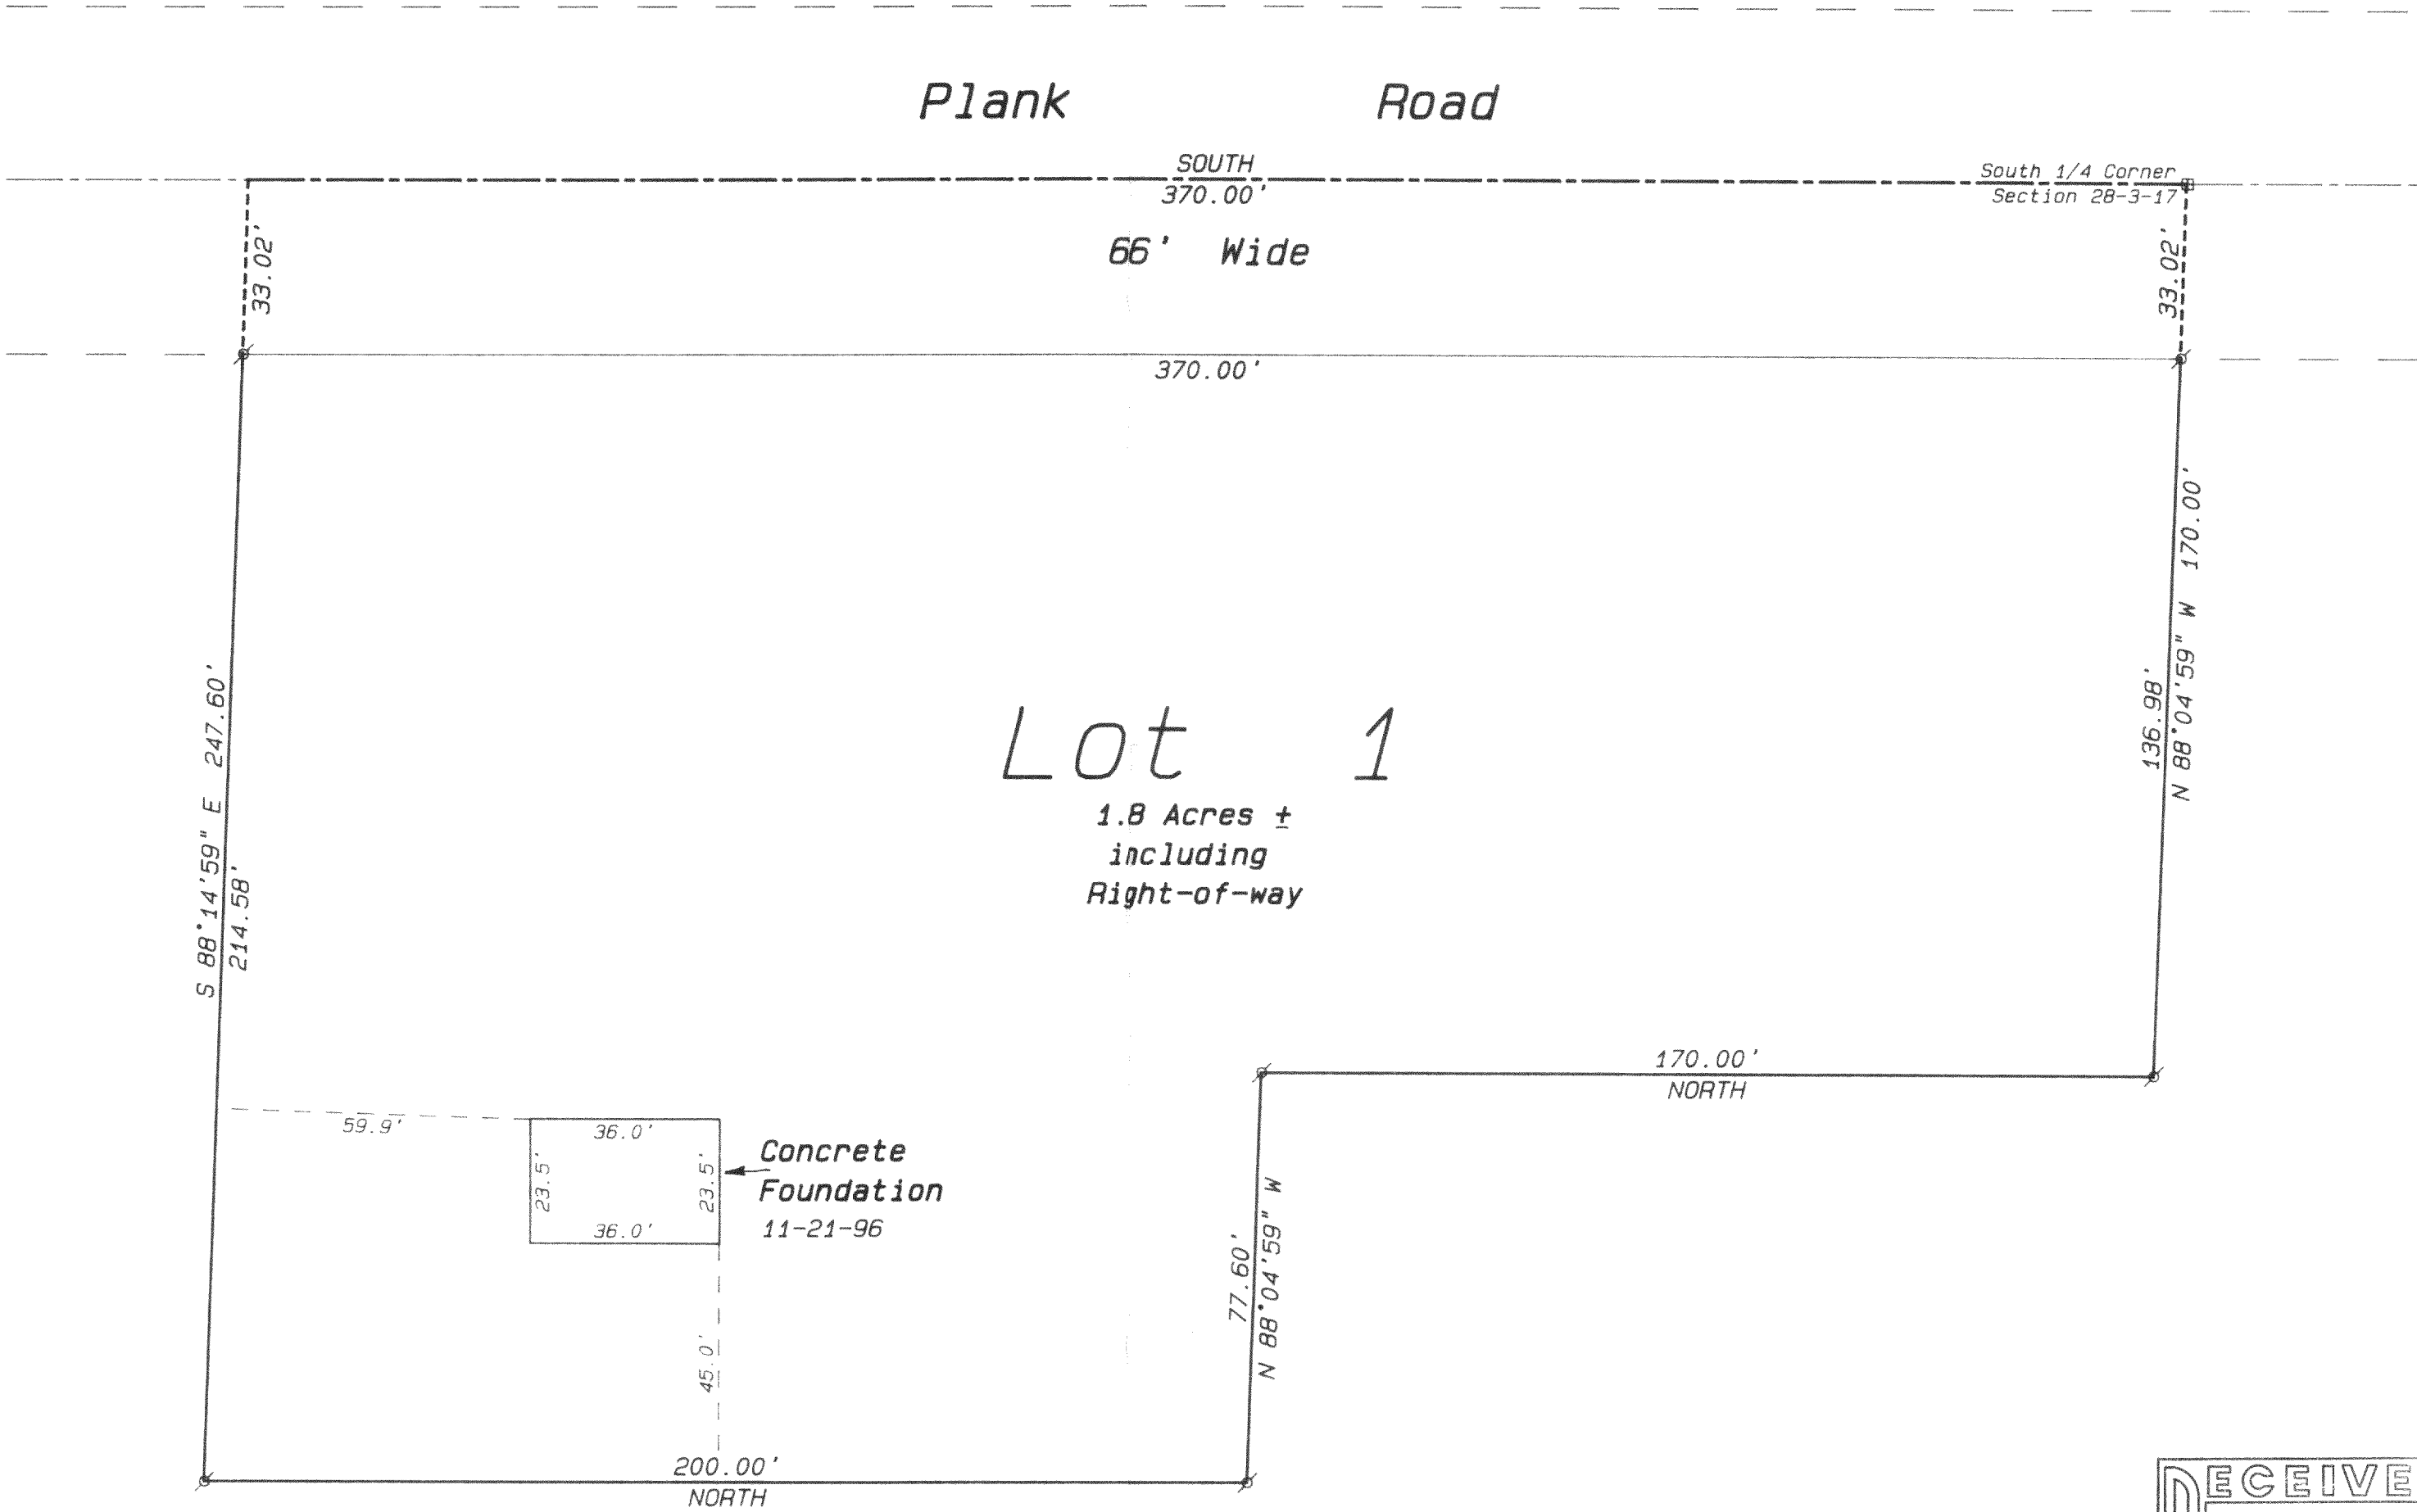 Plank Road
SOUTH
370.00'
South 1/4 Corner
Section 28-3-17
66' Wide
33.02'
33.02'
370.00'
S 88°14'59" E 247.60'
214.58'
N 88°04'59" W 170.00'
136.98'
Lot 1
1.8 Acres ±
including
Right-of-way
170.00'
NORTH
59.9'
36.0'
23.5'
23.5'
36.0'
Concrete
Foundation
11-21-96
77.60'
N 88°04'59" W
45.0'
200.00'
NORTH
ECEIVE